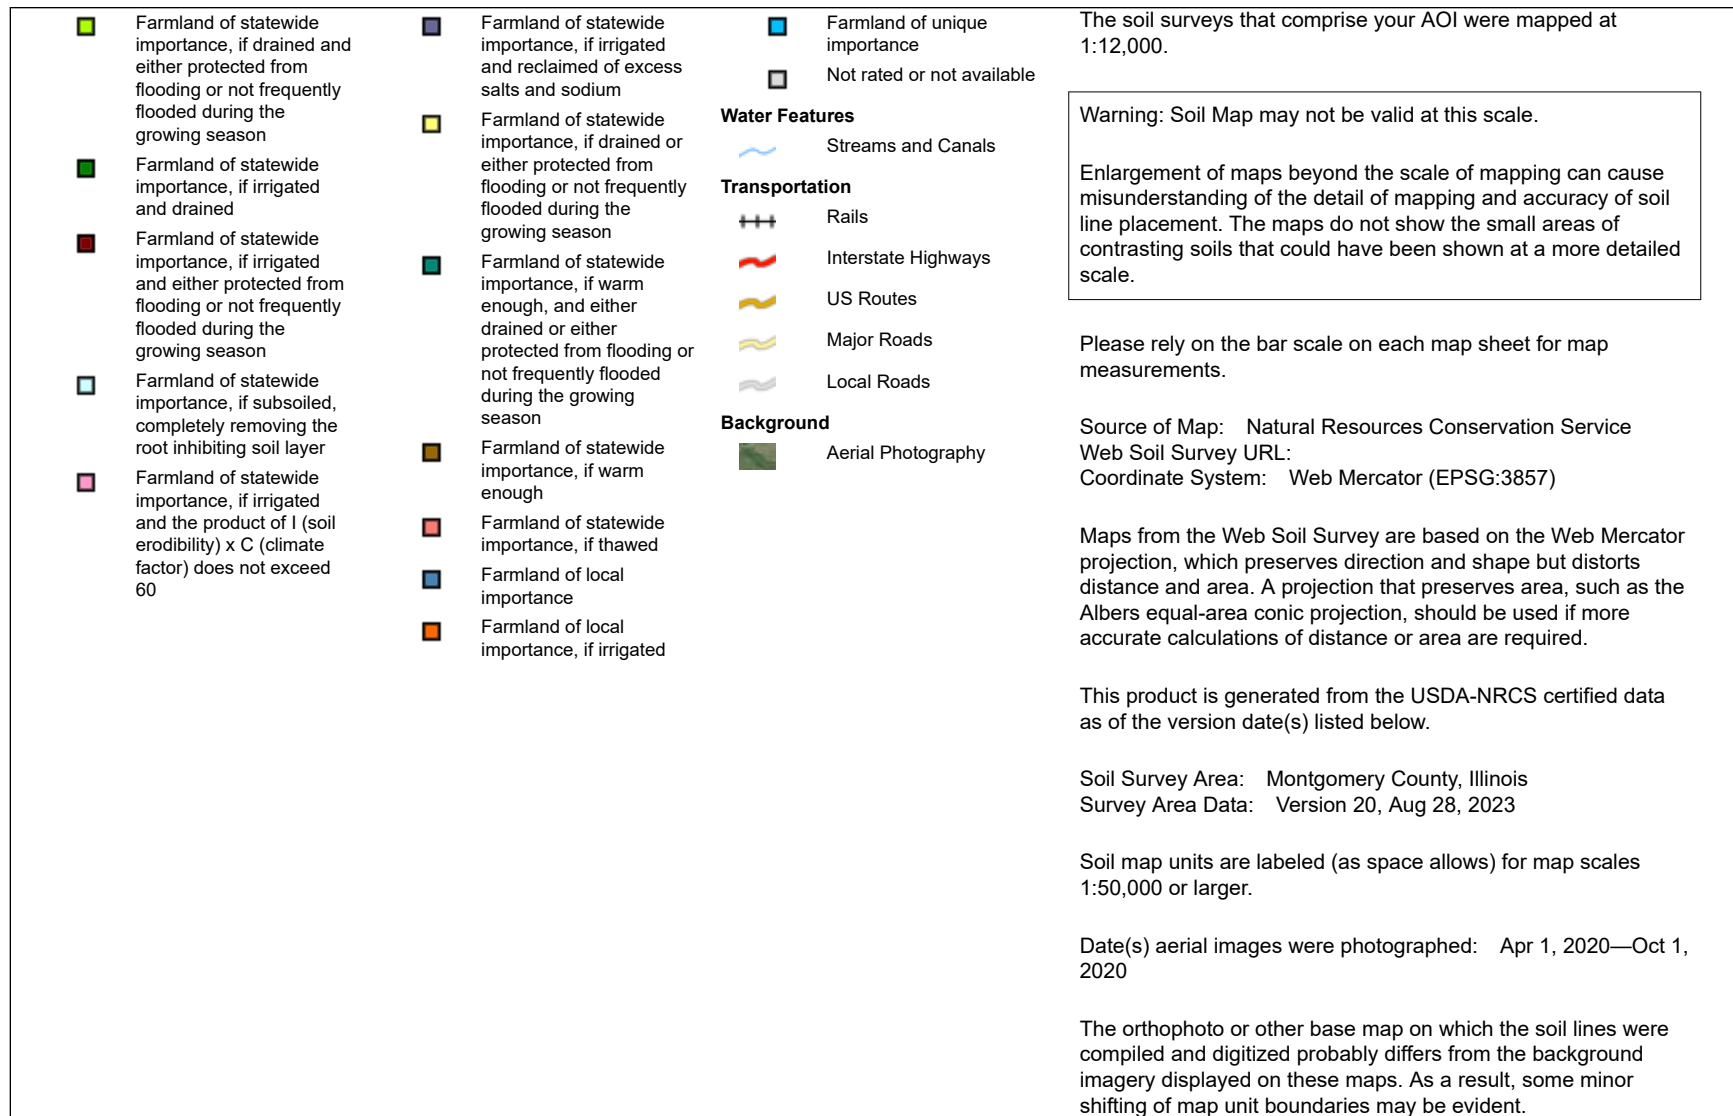 Farmland of statewide
importance, if drained and
either protected from
flooding or not frequently
flooded during the
growing season
Farmland of statewide
importance, if irrigated
and drained
Farmland of statewide
importance, if irrigated
and either protected from
flooding or not frequently
flooded during the
growing season
Farmland of statewide
importance, if subsoiled,
completely removing the
root inhibiting soil layer
Farmland of statewide
importance, if irrigated
and the product of I (soil
erodibility) x C (climate
factor) does not exceed
60
Farmland of statewide
importance, if irrigated
and reclaimed of excess
salts and sodium
Farmland of statewide
importance, if drained or
either protected from
flooding or not frequently
flooded during the
growing season
Farmland of statewide
importance, if warm
enough, and either
drained or either
protected from flooding or
not frequently flooded
during the growing
season
Farmland of statewide
importance, if warm
enough
Farmland of statewide
importance, if thawed
Farmland of local
importance
Farmland of local
importance, if irrigated
Farmland of unique
importance
Not rated or not available
Water Features
Streams and Canals
Transportation
Rails
Interstate Highways
US Routes
Major Roads
Local Roads
Background
Aerial Photography
The soil surveys that comprise your AOI were mapped at
1:12,000.
Warning: Soil Map may not be valid at this scale.
Enlargement of maps beyond the scale of mapping can cause
misunderstanding of the detail of mapping and accuracy of soil
line placement. The maps do not show the small areas of
contrasting soils that could have been shown at a more detailed
scale.
Please rely on the bar scale on each map sheet for map
measurements.
Source of Map: Natural Resources Conservation Service
Web Soil Survey URL:
Coordinate System: Web Mercator (EPSG:3857)
Maps from the Web Soil Survey are based on the Web Mercator
projection, which preserves direction and shape but distorts
distance and area. A projection that preserves area, such as the
Albers equal-area conic projection, should be used if more
accurate calculations of distance or area are required.
This product is generated from the USDA-NRCS certified data
as of the version date(s) listed below.
Soil Survey Area: Montgomery County, Illinois
Survey Area Data: Version 20, Aug 28, 2023
Soil map units are labeled (as space allows) for map scales
1:50,000 or larger.
Date(s) aerial images were photographed: Apr 1, 2020—Oct 1,
2020
The orthophoto or other base map on which the soil lines were
compiled and digitized probably differs from the background
imagery displayed on these maps. As a result, some minor
shifting of map unit boundaries may be evident.